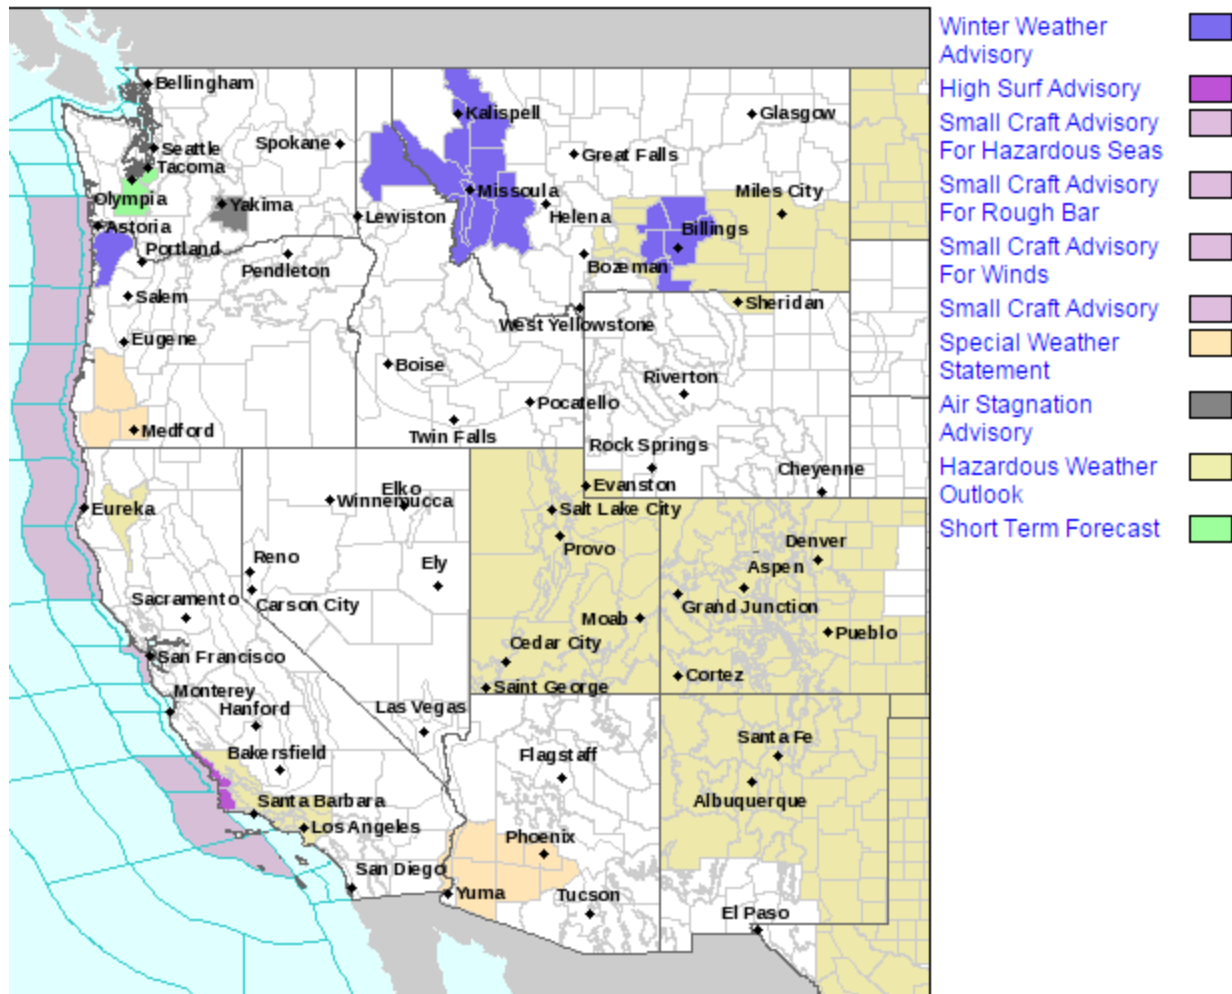 Bellingham
Seattle
Tacoma
Olympia
Spokane
Yakima
Astoria
Portland
Pendleton
Salem
Eugene
Medford
Lewiston
Kalispell
Missoula
Great Falls
Helena
Glasgow
Miles City
Billings
Bozeman
Sheridan
West Yellowstone
Boise
Pocatello
Twin Falls
Riverton
Rock Springs
Cheyenne
Evanston
Eureka
Winnemucca
Elko
Reno
Carson City
Ely
Sacramento
San Francisco
Monterey
Hanford
Bakersfield
Las Vegas
Santa Barbara
Los Angeles
San Diego
Salt Lake City
Provo
Moab
Cedar City
Saint George
Denver
Aspen
Grand Junction
Pueblo
Cortez
Flagstaff
Phoenix
Yuma
Tucson
Santa Fe
Albuquerque
El Paso
Winter Weather
Advisory
High Surf Advisory
Small Craft Advisory
For Hazardous Seas
Small Craft Advisory
For Rough Bar
Small Craft Advisory
For Winds
Small Craft Advisory
Special Weather
Statement
Air Stagnation
Advisory
Hazardous Weather
Outlook
Short Term Forecast